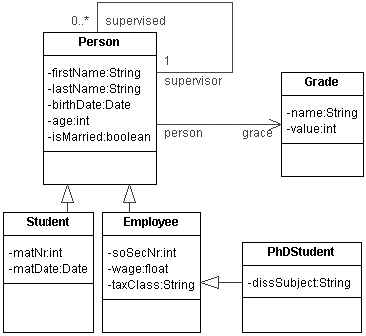 0..* supervised
Person
-firstName:String
-lastName:String
-birthDate:Date
-age:int
-isMarried:boolean
1
supervisor
person grace
Grade
-name:String
-value:int
Student
-matNr:int
-matDate:Date
Employee
-soSecNr:int
-wage:float
-taxClass:String
PhDStudent
-dissSubject:String